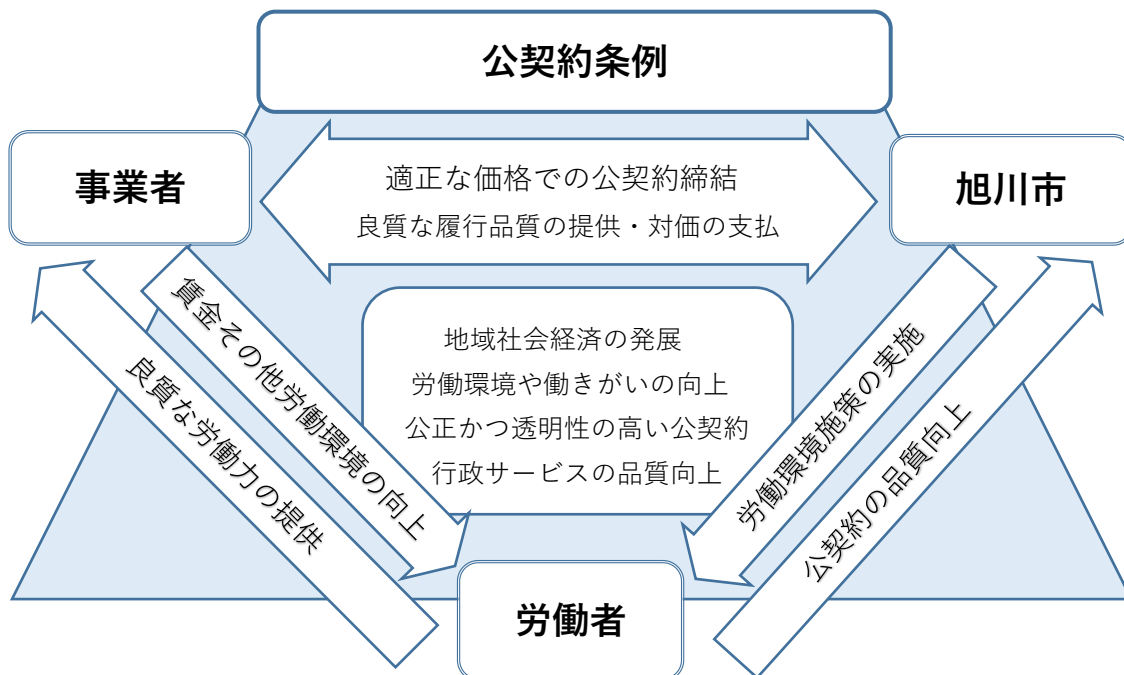 公契約条例
事業者
適正な価格での公契約締結
良質な履行品質の提供・対価の支払
旭川市
賃金その他労働環境の向上
良質な労働力の提供
地域社会経済の発展
労働環境や働きがいの向上
公正かつ透明性の高い公契約
行政サービスの品質向上
労働環境施策の実施
公契約の品質向上
労働者